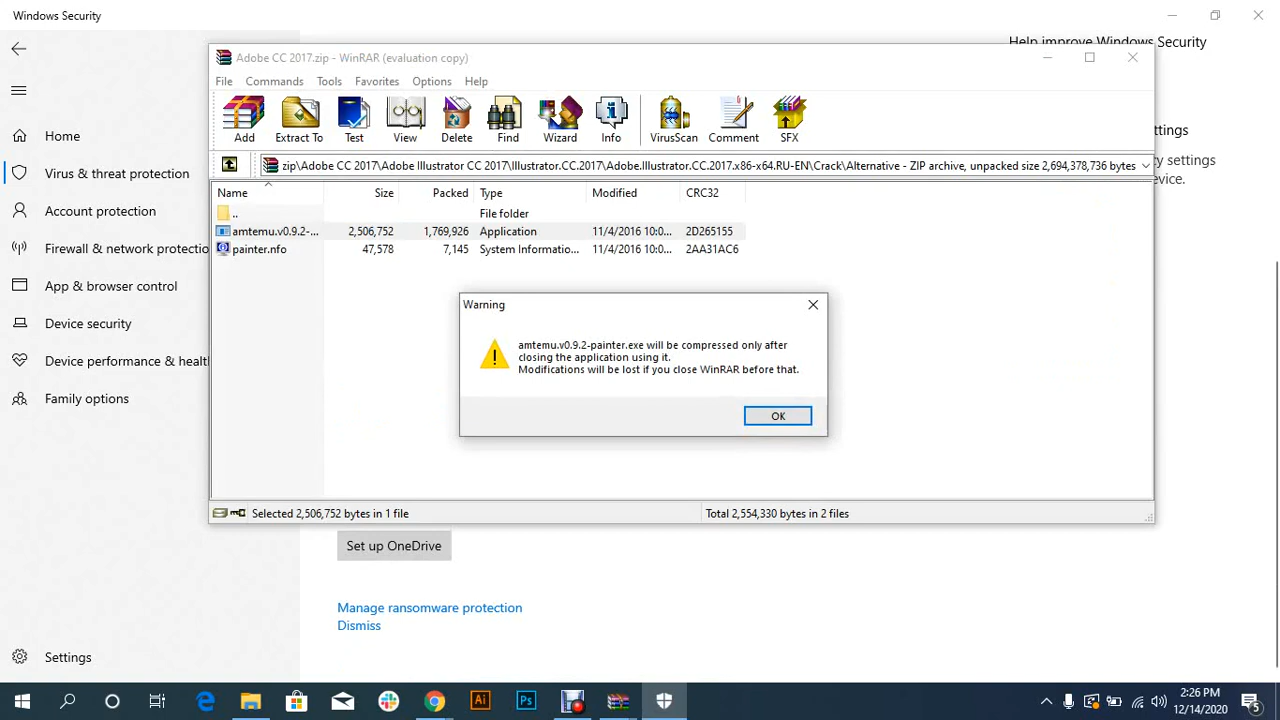 Windows Security
Help improve Windows Security
Adobe CC 2017.zip - WinRAR (evaluation copy)
File Commands Tools Favorites Options Help
Add Extract To Test View Delete Find Wizard Info VirusScan Comment SFX
zip\Adobe CC 2017\Adobe Illustrator CC 2017\Illustrator.CC.2017\Adobe.Illustrator.CC.2017.x86-x64.RU-EN\Crack\Alternative - ZIP archive, unpacked size 2,694,378,736 bytes
Name Size Packed Type Modified CRC32
.. File folder
amtemu.v0.9.2-... 2,506,752 1,769,926 Application 11/4/2016 10:0... 2D265155
painter.nfo 47,578 7,145 System Informatio... 11/4/2016 10:0... 2AA31AC6
Warning
amtemu.v0.9.2-painter.exe will be compressed only after
closing the application using it.
Modifications will be lost if you close WinRAR before that.
OK
Selected 2,506,752 bytes in 1 file
Total 2,554,330 bytes in 2 files
Home
Virus & threat protection
Account protection
Firewall & network protectio
App & browser control
Device security
Device performance & healt
Family options
Settings
ttings
cy settings
device.
Set up OneDrive
Manage ransomware protection
Dismiss
Ai
Ps
2:26 PM
12/14/2020
5